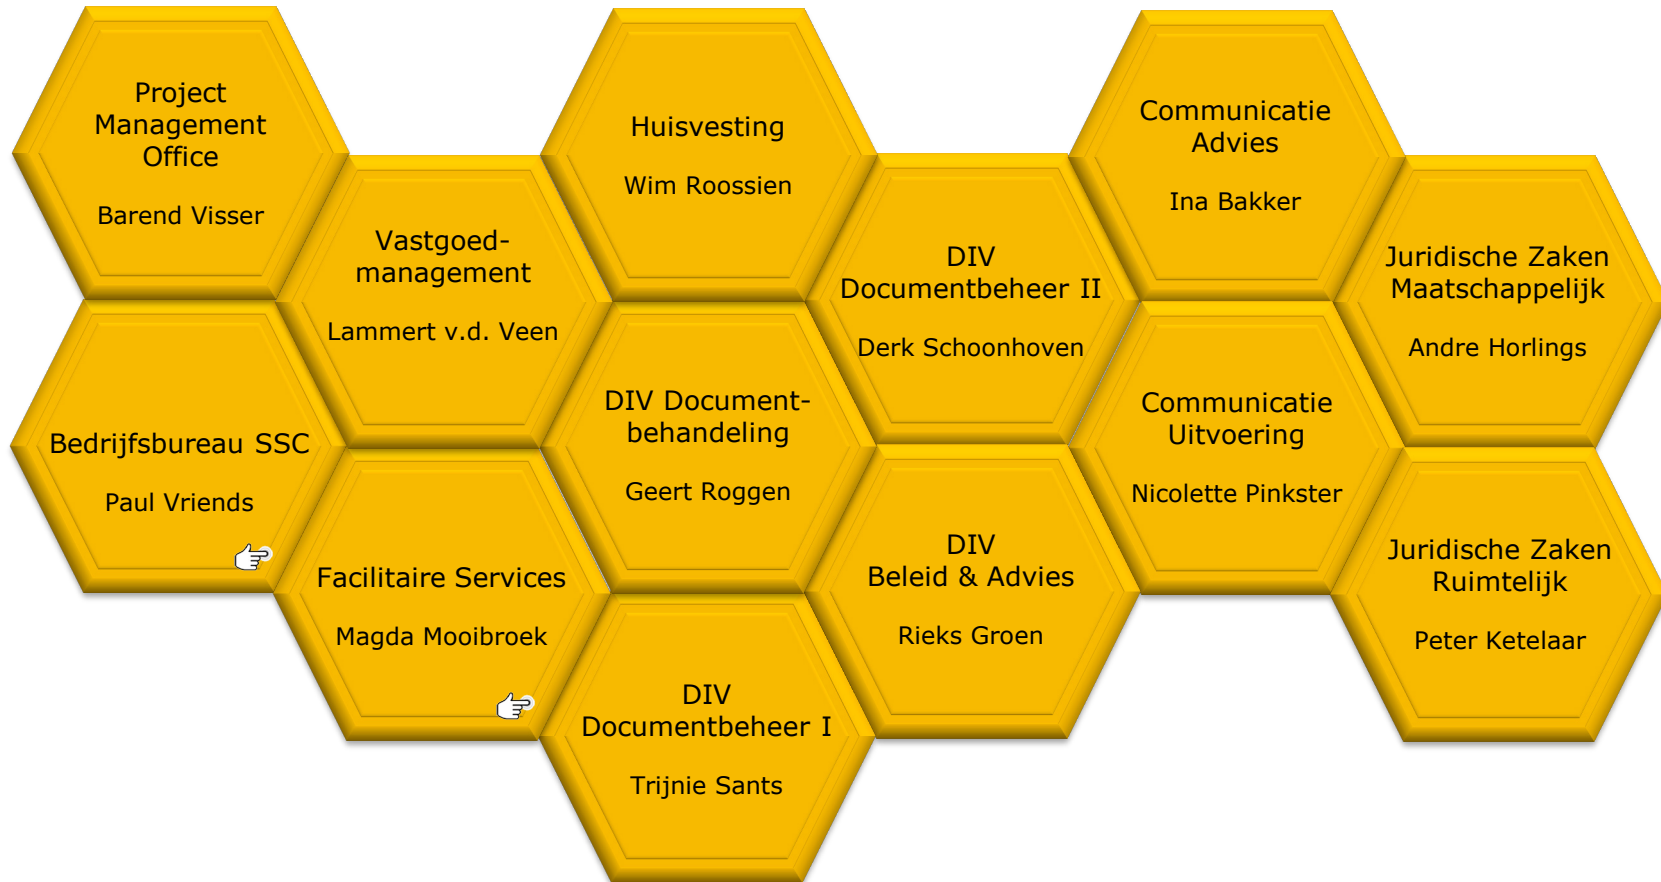 Project
Management
Office
Barend Visser
Bedrijfsbureau SSC
Paul Vriends
Vastgoed-
management
Lammert v.d. Veen
Facilitaire Services
Magda Mooibroek
Huisvesting
Wim Roossien
DIV Document-
behandeling
Geert Roggen
DIV
Documentbeheer I
Trijnie Sants
DIV
Documentbeheer II
Derk Schoonhoven
DIV
Beleid & Advies
Rieks Groen
Communicatie
Advies
Ina Bakker
Communicatie
Uitvoering
Nicolette Pinkster
Juridische Zaken
Maatschappelijk
Andre Horlings
Juridische Zaken
Ruimtelijk
Peter Ketelaar